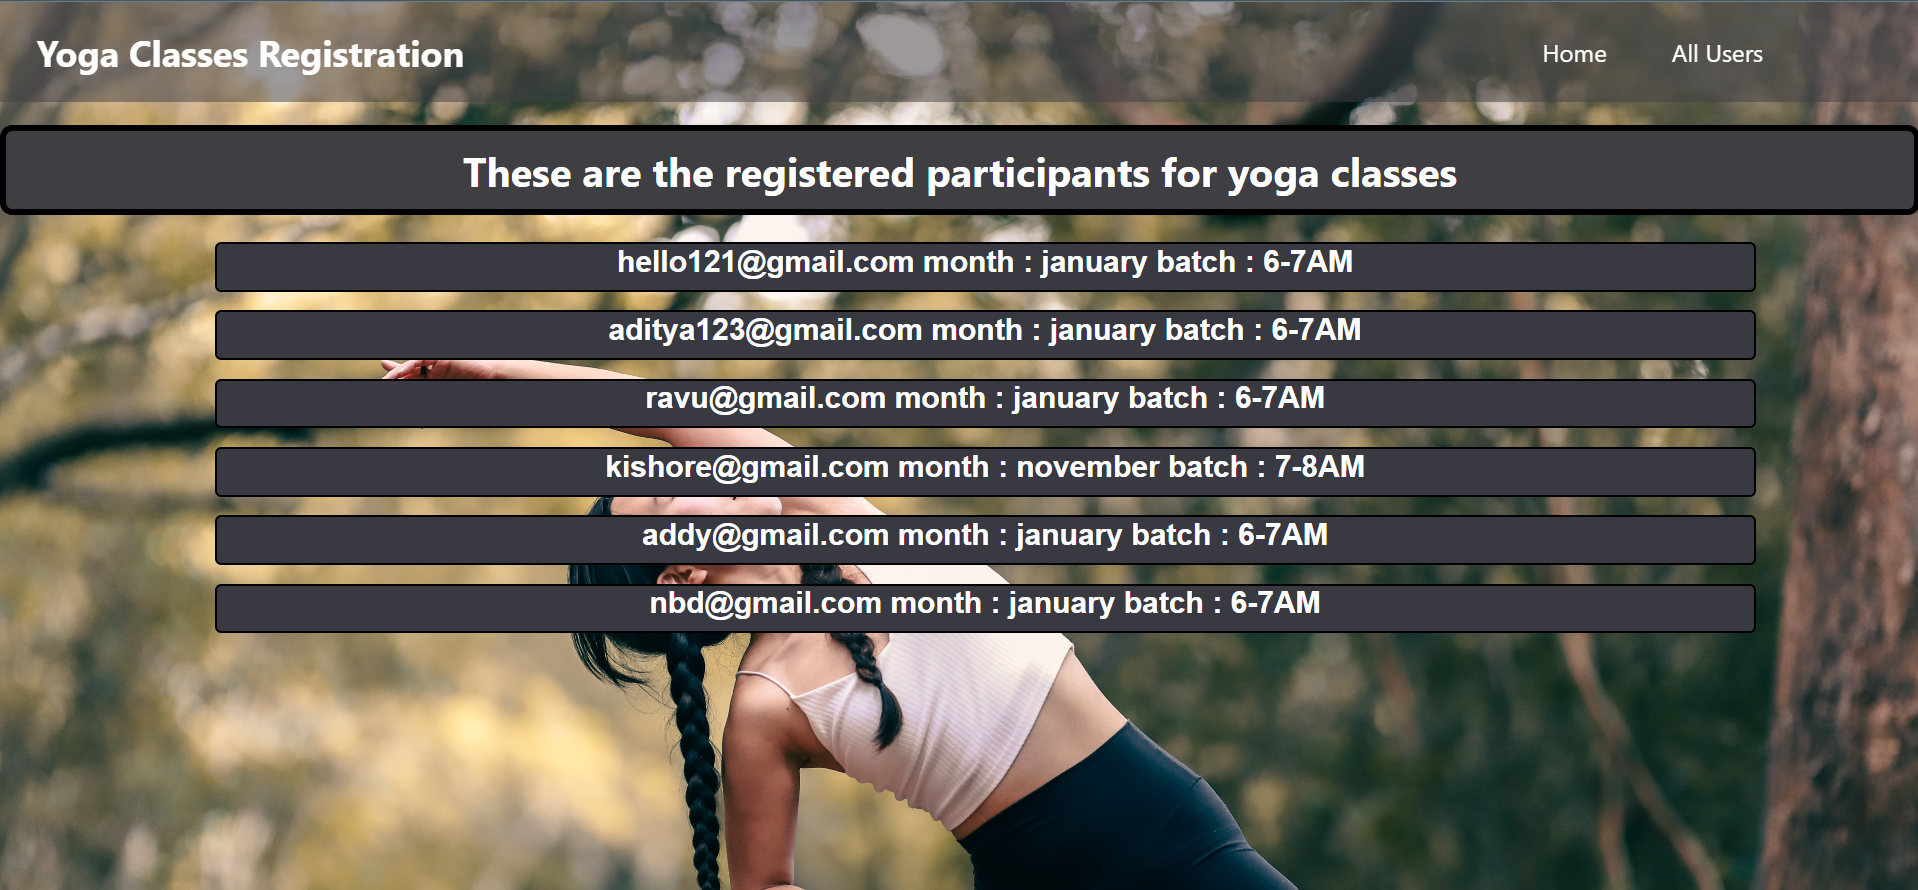 Yoga Classes Registration
Home
All Users
These are the registered participants for yoga classes
hello121@gmail.com month : january batch : 6-7AM
aditya123@gmail.com month : january batch : 6-7AM
ravu@gmail.com month : january batch : 6-7AM
kishore@gmail.com month : november batch : 7-8AM
addy@gmail.com month : january batch : 6-7AM
nbd@gmail.com month : january batch : 6-7AM